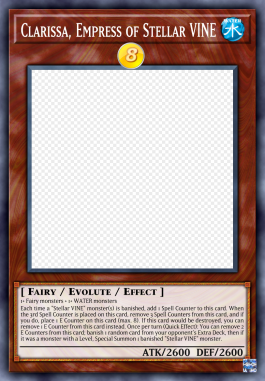 Clarissa, Empress of Stellar VINE
WATER
水
8
[ Fairy / Evolute / Effect ]
1+ Fairy monsters + 1+ WATER monsters
Each time a "Stellar VINE" monster(s) is banished, add 1 Spell Counter to this card. When
the 3rd Spell Counter is placed on this card, remove 3 Spell Counters from this card, and if
you do, place 1 E Counter on this card (max. 8). If this card would be destroyed, you can
remove 1 E Counter from this card instead. Once per turn (Quick Effect): You can remove 2
E Counters from this card; banish 1 random card from your opponent's Extra Deck, then if
it was a monster with a Level, Special Summon 1 banished "Stellar VINE" monster.
ATK/2600 DEF/2600